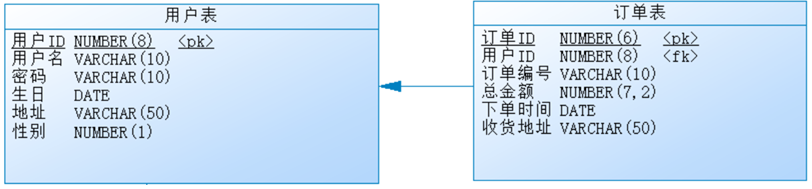 用户表
用户ID NUMBER(8) <pk>
用户名 VARCHAR(10)
密码 VARCHAR(10)
生日 DATE
地址 VARCHAR(50)
性别 NUMBER(1)
订单表
订单ID NUMBER(6) <pk>
用户ID NUMBER(8) <fk>
订单编号 VARCHAR(10)
总金额 NUMBER(7,2)
下单时间 DATE
收货地址 VARCHAR(50)